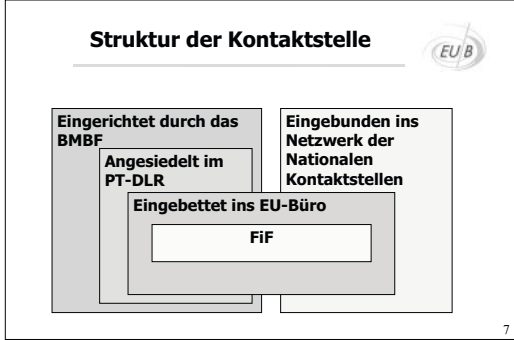 Struktur der Kontaktstelle
EU B
Eingerichtet durch das
BMBF
Angesiedelt im
PT-DLR
Eingebunden ins
Netzwerk der
Nationalen
Kontaktstellen
Eingebettet ins EU-Büro
FiF
7